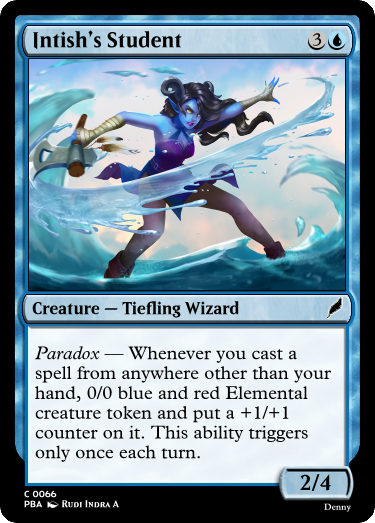 Intish's Student 3
Creature — Tiefling Wizard
Paradox — Whenever you cast a
spell from anywhere other than your
hand, 0/0 blue and red Elemental
creature token and put a +1/+1
counter on it. This ability triggers
only once each turn.
2/4
C 0066
PBA RUDI INDRA A
Denny